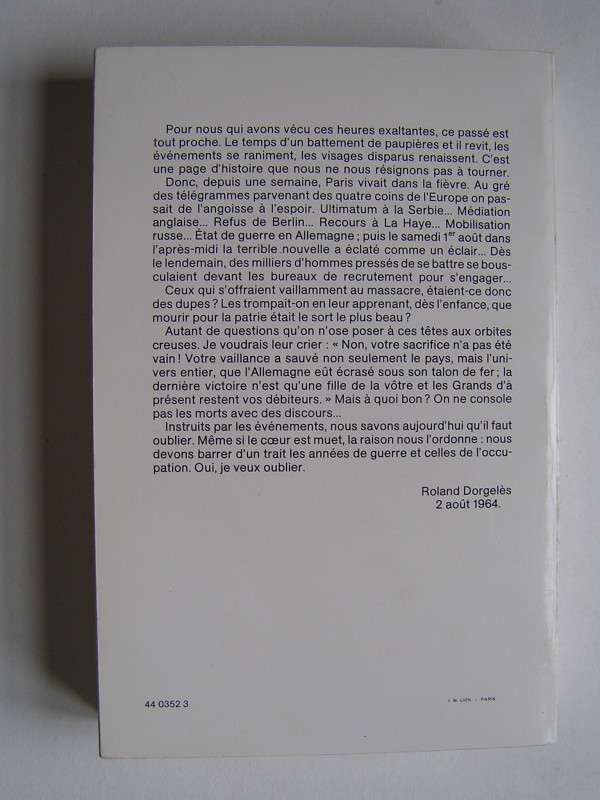 Pour nous qui avons vécu ces heures exaltantes, ce passé est
tout proche. Le temps d'un battement de paupières et il revit, les
événements se raniment, les visages disparus renaissent. C'est
une page d'histoire que nous ne nous résignons pas à tourner.
Donc, depuis une semaine, Paris vivait dans la fièvre. Au gré
des télégrammes parvenant des quatre coins de l'Europe on pas-
sait de l'angoisse à l'espoir. Ultimatum à la Serbie... Médiation
anglaise... Refus de Berlin... Recours à La Haye... Mobilisation
russe... État de guerre en Allemagne ; puis le samedi 1er août dans
l'après-midi la terrible nouvelle a éclaté comme un éclair... Dès
le lendemain, des milliers d'hommes pressés de se battre se bous-
culaient devant les bureaux de recrutement pour s'engager...
Ceux qui s'offraient vaillamment au massacre, étaient-ce donc
des dupes ? Les trompait-on en leur apprenant, dès l'enfance, que
mourir pour la patrie était le sort le plus beau ?
Autant de questions qu'on n'ose poser à ces têtes aux orbites
creuses. Je voudrais leur crier : « Non, votre sacrifice n'a pas été
vain ! Votre vaillance a sauvé non seulement le pays, mais l'uni-
vers entier, que l'Allemagne eût écrasé sous son talon de fer ; la
dernière victoire n'est qu'une fille de la vôtre et les Grands d'à
présent restent vos débiteurs. » Mais à quoi bon ? On ne console
pas les morts avec des discours...
Instruits par les événements, nous savons aujourd'hui qu'il faut
oublier. Même si le cœur est muet, la raison nous l'ordonne : nous
devons barrer d'un trait les années de guerre et celles de l'occu-
pation. Oui, je veux oublier.
Roland Dorgelès
2 août 1964.
44 0352 3
I. M. LION - PARIS